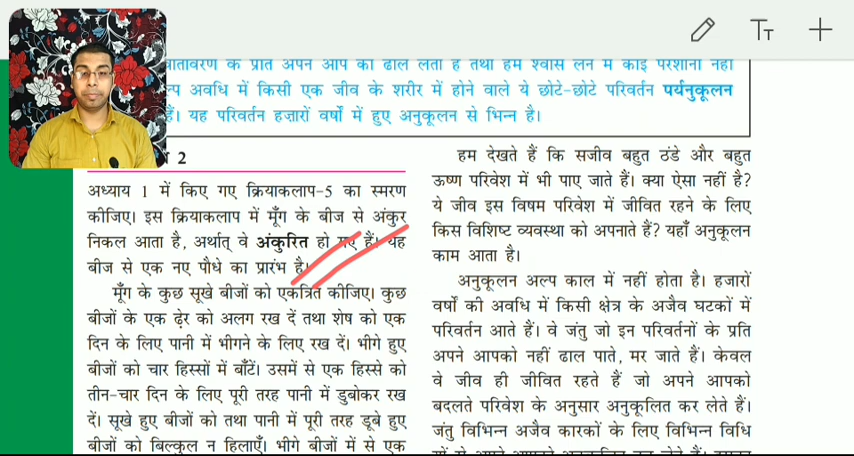 वातावरण के प्रति अपने आप को ढाल लेता है तथा हमें श्वास लेने में कोई परेशानी नहीं
अवधि में किसी एक जीव के शरीर में होने वाले ये छोटे-छोटे परिवर्तन पर्यनुकूलन
हैं। यह परिवर्तन हज़ारों वर्षों में हुए अनुकूलन से भिन्न है।
2
अध्याय 1 में किए गए क्रियाकलाप-5 का स्मरण
कीजिए। इस क्रियाकलाप में मूँग के बीज से अंकुर
निकल आता है, अर्थात् वे अंकुरित हो गए हैं। यह
बीज से एक नए पौधे का प्रारंभ है।
मूँग के कुछ सूखे बीजों को एकत्रित कीजिए। कुछ
बीजों के एक ढ़ेर को अलग रख दें तथा शेष को एक
दिन के लिए पानी में भीगने के लिए रख दें। भीगे हुए
बीजों को चार हिस्सों में बाँटें। उसमें से एक हिस्से को
तीन-चार दिन के लिए पूरी तरह पानी में डुबोकर रख
दें। सूखे हुए बीजों को तथा पानी में पूरी तरह डूबे हुए
बीजों को बिल्कुल न हिलाएँ। भीगे बीजों में से एक
हम देखते हैं कि सजीव बहुत ठंडे और बहुत
ऊष्ण परिवेश में भी पाए जाते हैं। क्या ऐसा नहीं है?
ये जीव इस विषम परिवेश में जीवित रहने के लिए
किस विशिष्ट व्यवस्था को अपनाते हैं? यहाँ अनुकूलन
काम आता है।
अनुकूलन अल्प काल में नहीं होता है। हजारों
वर्षों की अवधि में किसी क्षेत्र के अजैव घटकों में
परिवर्तन आते हैं। वे जंतु जो इन परिवर्तनों के प्रति
अपने आपको नहीं ढाल पाते, मर जाते हैं। केवल
वे जीव ही जीवित रहते हैं जो अपने आपको
बदलते परिवेश के अनुसार अनुकूलित कर लेते हैं।
जंतु विभिन्न अजैव कारकों के लिए विभिन्न विधि